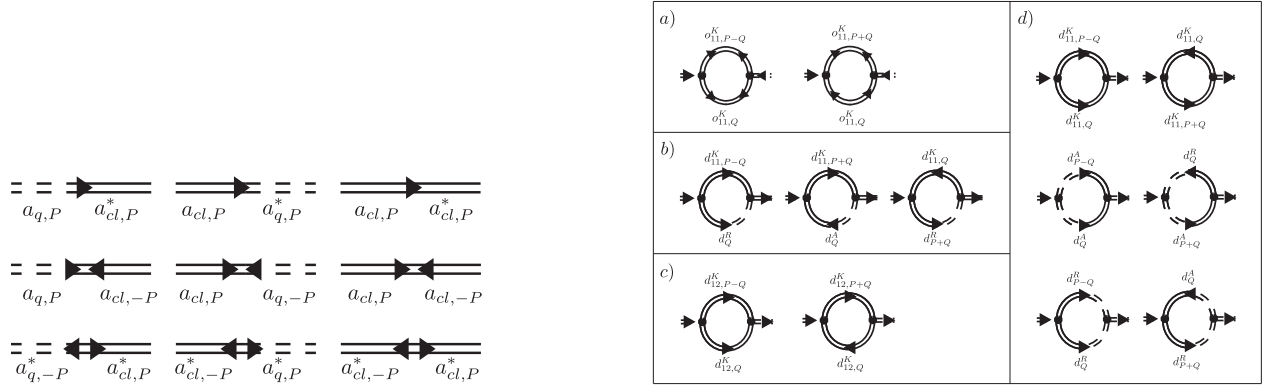 $a_{q,P}$ $a^*_{cl,P}$ $a_{cl,P}$ $a^*_{q,P}$ $a_{cl,P}$ $a^*_{cl,P}$
$a_{q,P}$ $a_{cl,-P}$ $a_{cl,P}$ $a_{q,-P}$ $a_{cl,P}$ $a_{cl,-P}$
$a^*_{q,-P}$ $a^*_{cl,P}$ $a^*_{cl,-P}$ $a^*_{q,P}$ $a^*_{cl,-P}$ $a^*_{cl,P}$
a)
$o^K_{11,P-Q}$ $o^K_{11,P+Q}$
$o^K_{11,Q}$ $o^K_{11,Q}$
b)
$d^K_{11,P-Q}$ $d^K_{11,P+Q}$ $d^K_{11,Q}$
$d^R_Q$ $d^A_Q$ $d^R_{P+Q}$
c)
$d^K_{12,P-Q}$ $d^K_{12,P+Q}$
$d^K_{12,Q}$ $d^K_{12,Q}$
d)
$d^K_{11,P-Q}$ $d^K_{11,Q}$
$d^K_{11,Q}$ $d^K_{11,P+Q}$
$d^A_{P-Q}$ $d^R_Q$
$d^A_Q$ $d^A_{P+Q}$
$d^R_{P-Q}$ $d^A_Q$
$d^R_Q$ $d^R_{P+Q}$